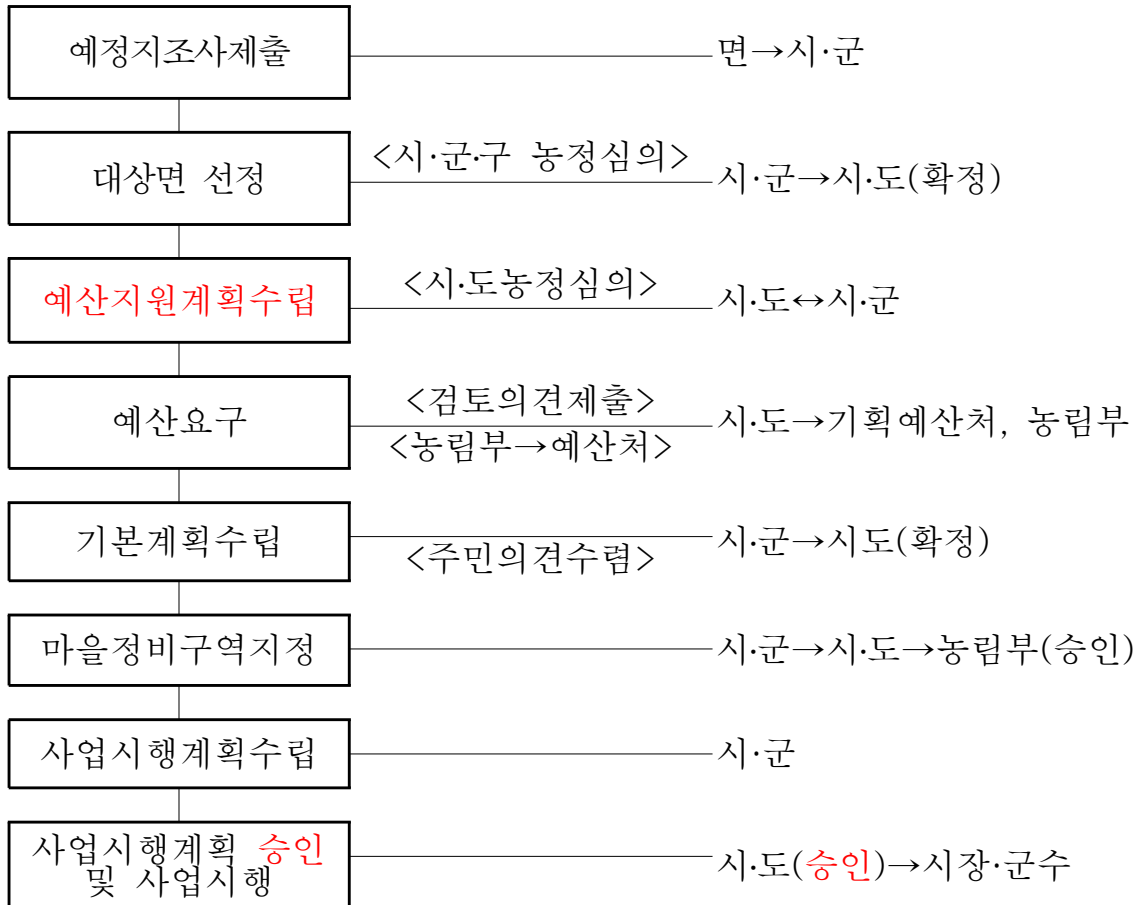 예정지조사제출
면→시·군
대상면 선정
<시·군·구 농정심의>
시·군→시·도(확정)
예산지원계획수립
<시·도농정심의>
시·도↔시·군
예산요구
<검토의견제출>
<농림부→예산처>
시·도→기획예산처, 농림부
기본계획수립
<주민의견수렴>
시·군→시도(확정)
마을정비구역지정
시·군→시·도→농림부(승인)
사업시행계획수립
시·군
사업시행계획 승인
및 사업시행
시·도(승인)→시장·군수